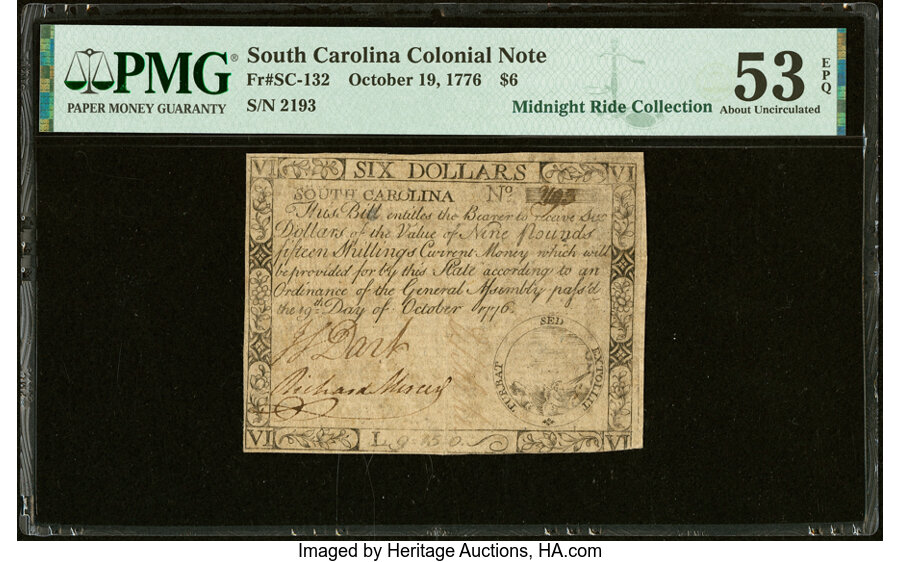 PMG®
PAPER MONEY GUARANTY
South Carolina Colonial Note
Fr#SC-132 October 19, 1776 $6
S/N 2193
Midnight Ride Collection
53
EPQ
About Uncirculated
VI SIX DOLLARS VI
SOUTH CAROLINA No.
This Bill entitles the Bearer to receive Six
Dollars of the Value of Nine Pounds
fifteen Shillings Current Money which will
be provided for by this State according to an
Ordinance of the General Assembly pass'd
the 19th Day of October 1776.
SED
TURBAT
EXTOLLIT
Richard Mercer
VI L 9.15.0. VI
Imaged by Heritage Auctions, HA.com